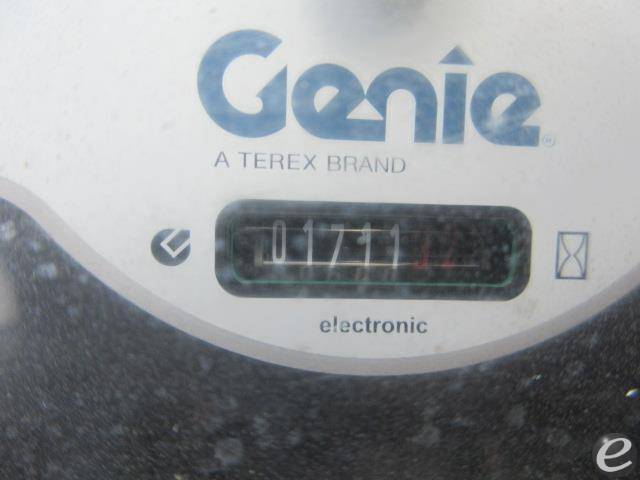 Genie
A TEREX BRAND
01711
electronic
e